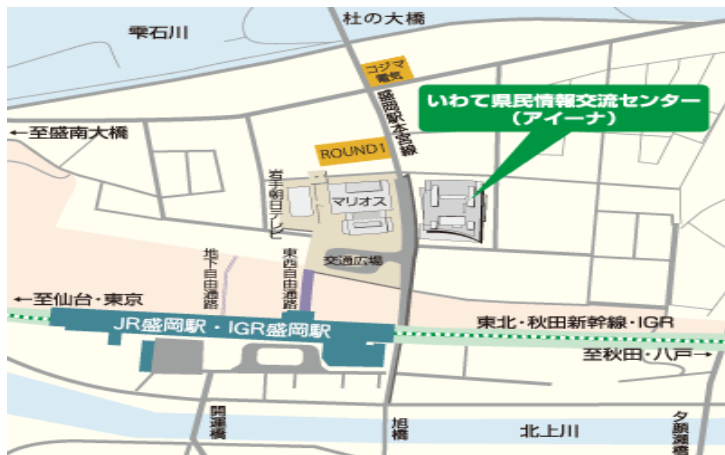 杜の大橋
雫石川
コジマ
電気
盛岡駅本宮線
いわて県民情報交流センター
(アイーナ)
←至盛南大橋
ROUND1
岩手朝日テレビ
マリオス
交通広場
地下自由通路
東西自由通路
←至仙台・東京
JR盛岡駅・IGR盛岡駅
東北・秋田新幹線・IGR
至秋田・八戸→
開運橋
旭橋
北上川
夕顔瀬橋